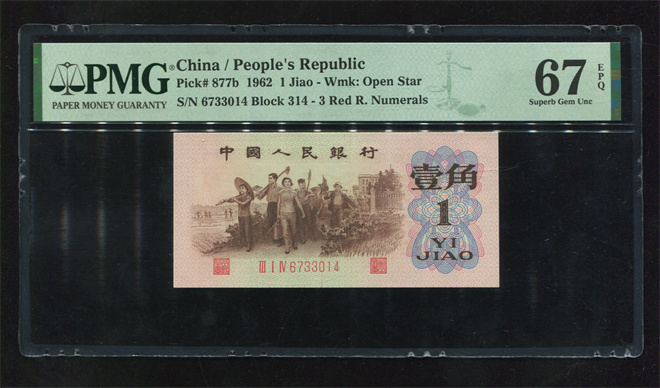 PMG
PAPER MONEY GUARANTY
China / People's Republic
Pick# 877b 1962 1 Jiao - Wmk: Open Star
S/N 6733014 Block 314 - 3 Red R. Numerals
67 EPQ
Superb Gem Unc
中國人民銀行
壹角
1
YI
JIAO
III I IV 6733014